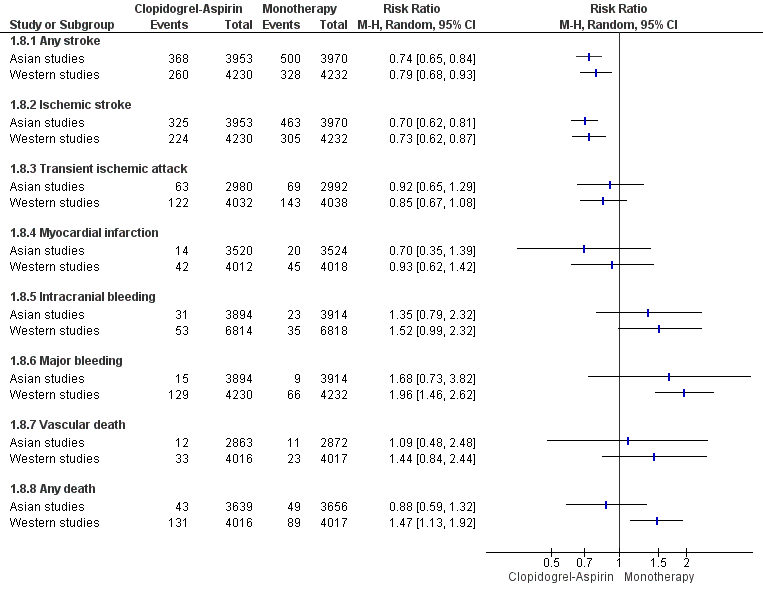 Clopidogrel-Aspirin Monotherapy Risk Ratio Risk Ratio
Study or Subgroup Events Total Events Total M-H, Random, 95% CI M-H, Random, 95% CI
1.8.1 Any stroke
Asian studies 368 3953 500 3970 0.74 [0.65, 0.84]
Western studies 260 4230 328 4232 0.79 [0.68, 0.93]
1.8.2 Ischemic stroke
Asian studies 325 3953 463 3970 0.70 [0.62, 0.81]
Western studies 224 4230 305 4232 0.73 [0.62, 0.87]
1.8.3 Transient ischemic attack
Asian studies 63 2980 69 2992 0.92 [0.65, 1.29]
Western studies 122 4032 143 4038 0.85 [0.67, 1.08]
1.8.4 Myocardial infarction
Asian studies 14 3520 20 3524 0.70 [0.35, 1.39]
Western studies 42 4012 45 4018 0.93 [0.62, 1.42]
1.8.5 Intracranial bleeding
Asian studies 31 3894 23 3914 1.35 [0.79, 2.32]
Western studies 53 6814 35 6818 1.52 [0.99, 2.32]
1.8.6 Major bleeding
Asian studies 15 3894 9 3914 1.68 [0.73, 3.82]
Western studies 129 4230 66 4232 1.96 [1.46, 2.62]
1.8.7 Vascular death
Asian studies 12 2863 11 2872 1.09 [0.48, 2.48]
Western studies 33 4016 23 4017 1.44 [0.84, 2.44]
1.8.8 Any death
Asian studies 43 3639 49 3656 0.88 [0.59, 1.32]
Western studies 131 4016 89 4017 1.47 [1.13, 1.92]
0.5 0.7 1 1.5 2
Clopidogrel-Aspirin Monotherapy